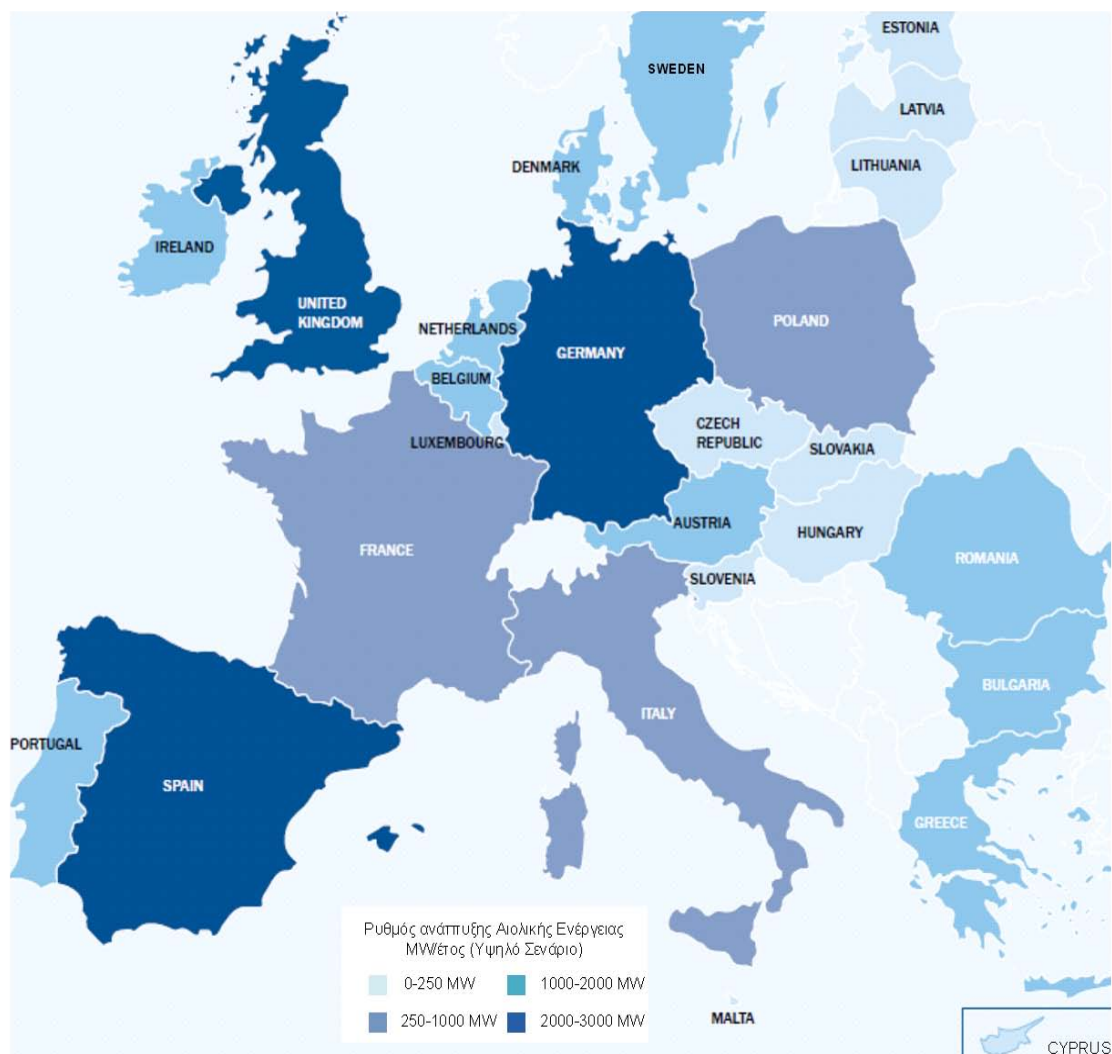 ESTONIA
SWEDEN
LATVIA
DENMARK
LITHUANIA
IRELAND
UNITED
KINGDOM
NETHERLANDS
POLAND
GERMANY
BELGIUM
CZECH
REPUBLIC
LUXEMBOURG
SLOVAKIA
AUSTRIA
HUNGARY
FRANCE
ROMANIA
SLOVENIA
BULGARIA
ITALY
PORTUGAL
SPAIN
GREECE
Ρυθμός ανάπτυξης Αιολικής Ενέργειας
MW/έτος (Υψηλό Σενάριο)
0-250 MW
1000-2000 MW
250-1000 MW
2000-3000 MW
MALTA
CYPRUS